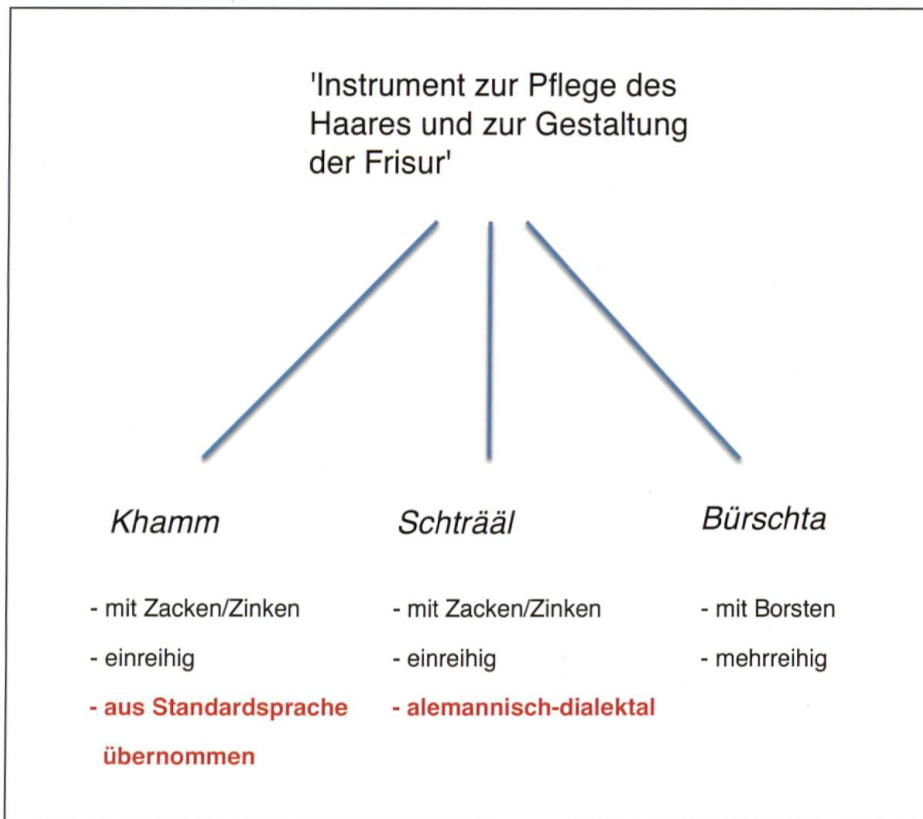 'Instrument zur Pflege des
Haares und zur Gestaltung
der Frisur'
Khamm
- mit Zacken/Zinken
- einreihig
- aus Standardsprache
übernommen
Schträäl
- mit Zacken/Zinken
- einreihig
- alemannisch-dialektal
Bürschta
- mit Borsten
- mehrreihig